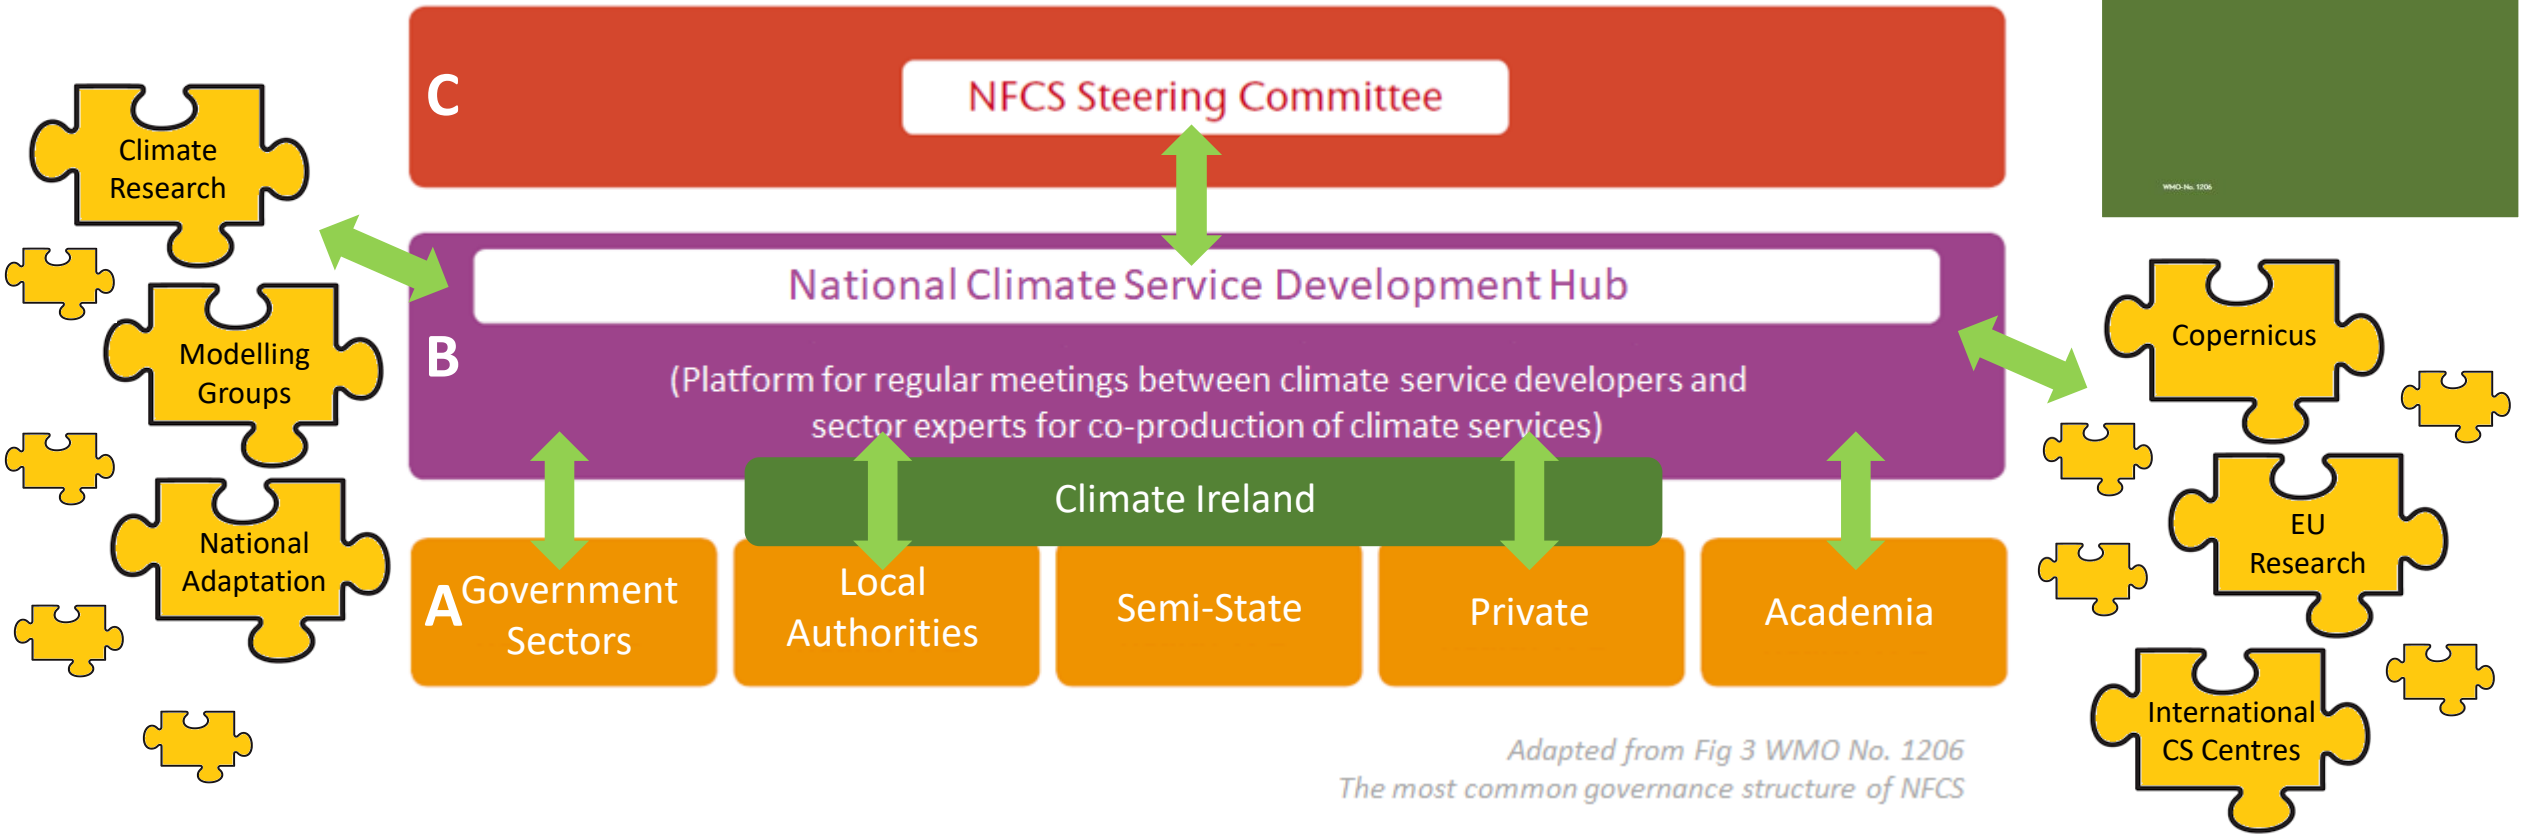 C
NFCS Steering Committee
WMO-No. 1206
Climate
Research
National Climate Service Development Hub
B
(Platform for regular meetings between climate service developers and
sector experts for co-production of climate services)
Modelling
Groups
Copernicus
Climate Ireland
National
Adaptation
EU
Research
A
Government
Sectors
Local
Authorities
Semi-State
Private
Academia
International
CS Centres
Adapted from Fig 3 WMO No. 1206
The most common governance structure of NFCS